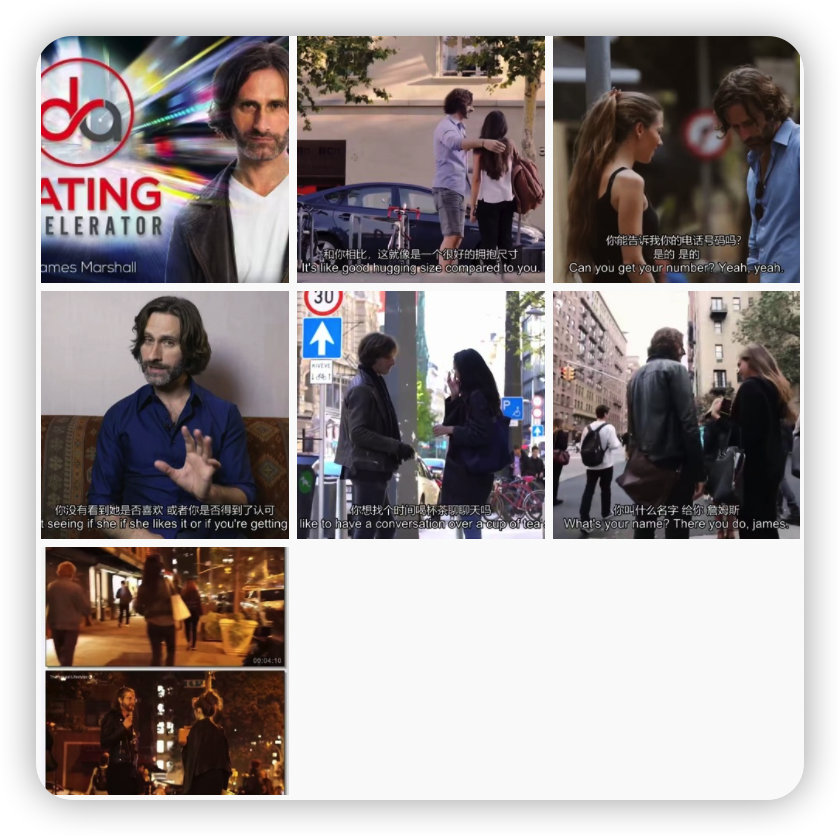 da
ATING
ELERATOR
ames Marshall
和你相比，这就像是一个很好的拥抱尺寸
It's like good hugging size compared to you.
你能告诉我你的电话号码吗?
是的 是的
Can you get your number? Yeah, yeah.
你没有看到她是否喜欢 或者你是否得到了认可
t seeing if she if she likes it or if you're getting
30
P
你想找个时间喝杯茶聊聊天吗
like to have a conversation over a cup of tea
你叫什么名字 给你 詹姆斯
What's your name? There you do, james.
00:04:10